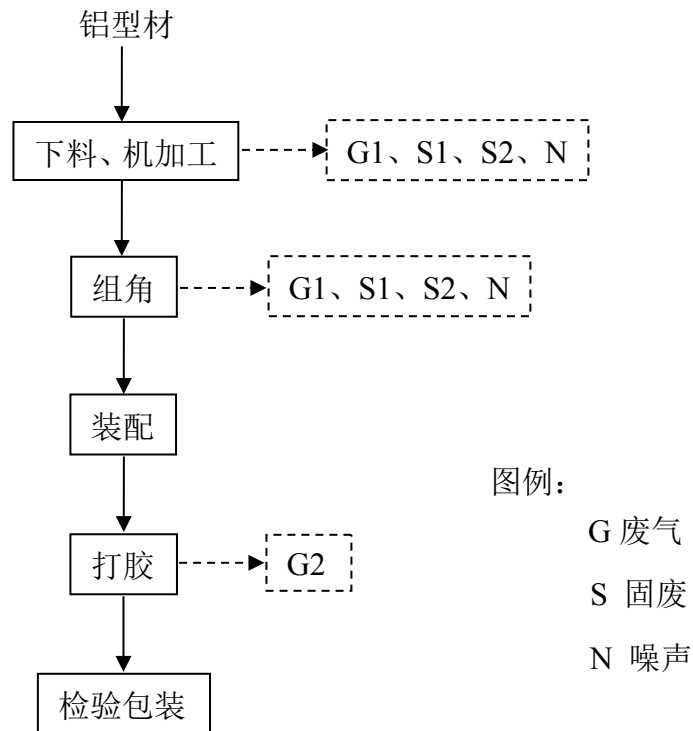 铝型材
下料、机加工
G1、S1、S2、N
组角
G1、S1、S2、N
装配
打胶
G2
检验包装
图例：
G 废气
S 固废
N 噪声